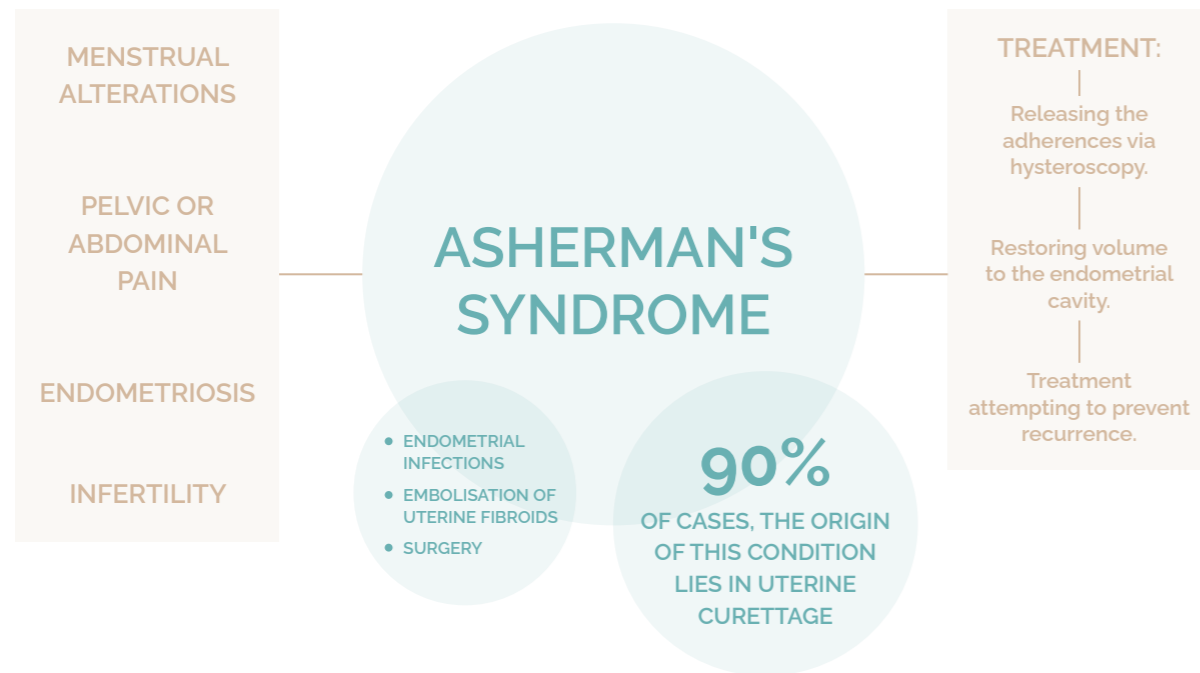 MENSTRUAL
ALTERATIONS
PELVIC OR
ABDOMINAL
PAIN
ENDOMETRIOSIS
INFERTILITY
ASHERMAN'S
SYNDROME
• ENDOMETRIAL
INFECTIONS
• EMBOLISATION OF
UTERINE FIBROIDS
• SURGERY
90%
OF CASES, THE ORIGIN
OF THIS CONDITION
LIES IN UTERINE
CURETTAGE
TREATMENT:
Releasing the
adherences via
hysteroscopy.
Restoring volume
to the endometrial
cavity.
Treatment
attempting to prevent
recurrence.